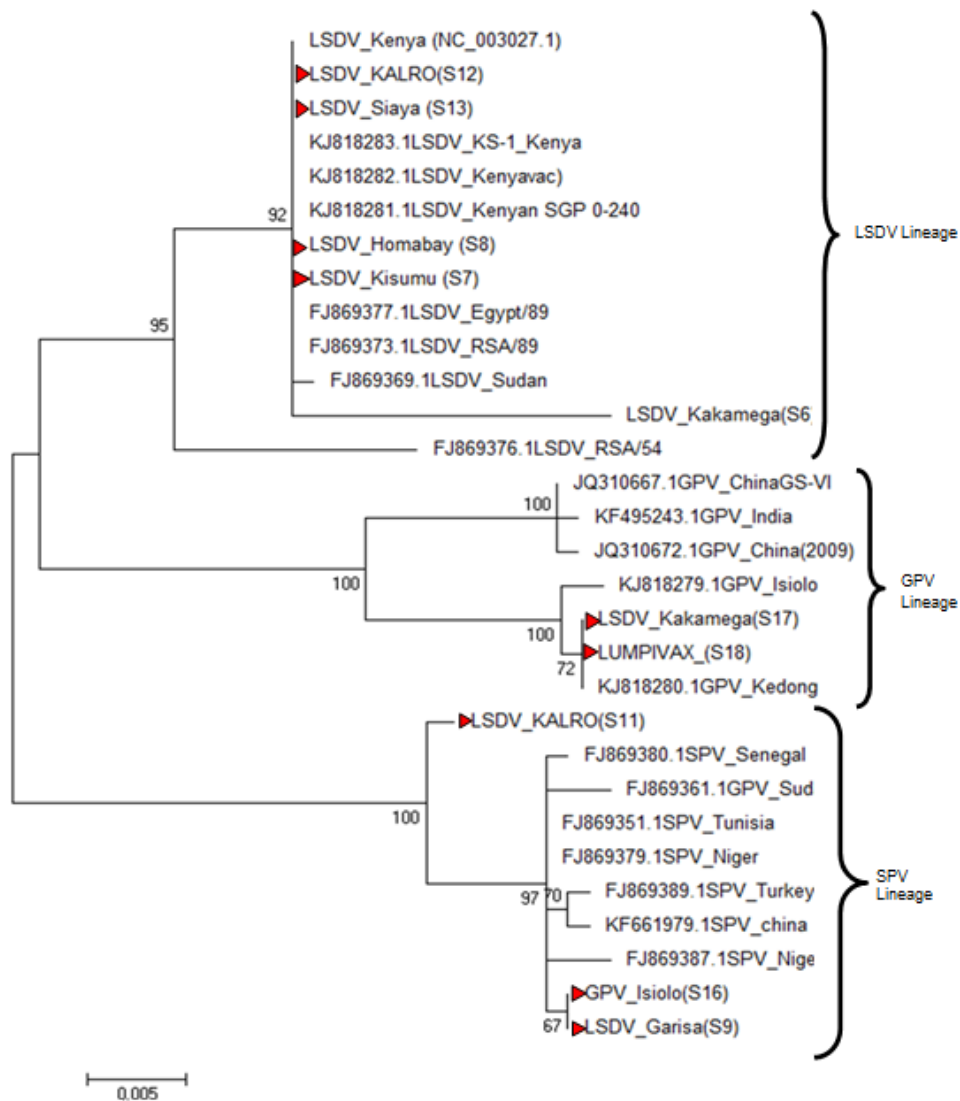 LSDV_Kenya (NC_003027.1)
LSDV_KALRO(S12)
LSDV_Siaya (S13)
KJ818283.1LSDV_KS-1_Kenya
KJ818282.1LSDV_Kenyavac)
KJ818281.1LSDV_Kenyan SGP 0-240
92
LSDV_Homabay (S8)
LSDV Lineage
LSDV_Kisumu (S7)
FJ869377.1LSDV_Egypt/89
95
FJ869373.1LSDV_RSA/89
FJ869369.1LSDV_Sudan
LSDV_Kakamega(S6
FJ869376.1LSDV_RSA/54
JQ310667.1GPV_ChinaGS-VI
100
KF495243.1GPV_India
JQ310672.1GPV_China(2009)
100
KJ818279.1GPV_Isiolo
GPV
Lineage
LSDV_Kakamega(S17)
100
LUMPIVAX_(S18)
72
KJ818280.1GPV_Kedong
LSDV_KALRO(S11)
FJ869380.1SPV_Senegal
FJ869361.1GPV_Sud
100
FJ869351.1SPV_Tunisia
FJ869379.1SPV_Niger
SPV
Lineage
97
70
FJ869389.1SPV_Turkey
KF661979.1SPV_china
FJ869387.1SPV_Nige
GPV_Isiolo(S16)
67
LSDV_Garisa(S9)
0.005